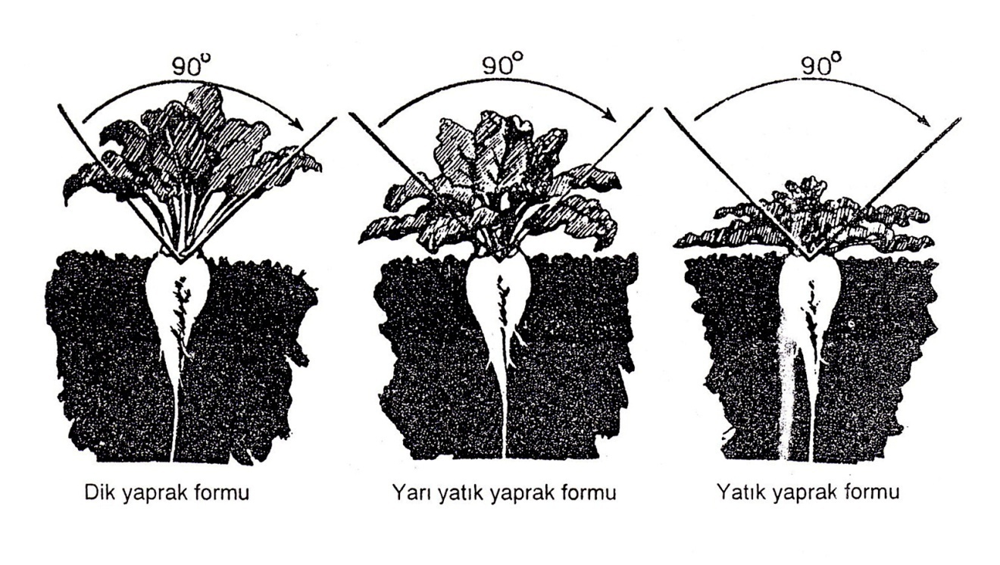 90°
90°
90°
Dik yaprak formu
Yarı yatık yaprak formu
Yatık yaprak formu